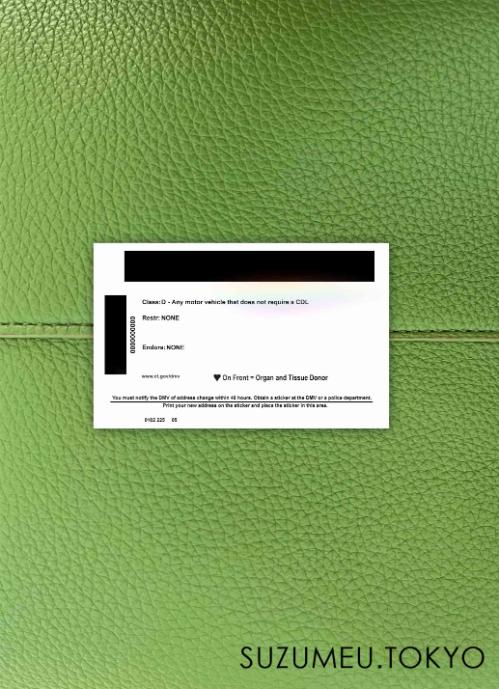 Class: D - Any motor vehicle that does not require a CDL
Restr: NONE
0000000000
Endors: NONE
www.ct.gov/dmv
♥ On Front = Organ and Tissue Donor
You must notify the DMV of address change within 48 hours. Obtain a sticker at the DMV or a police department.
Print your new address on the sticker and place the sticker in this area.
0102 225 05
SUZUMEU.TOKYO